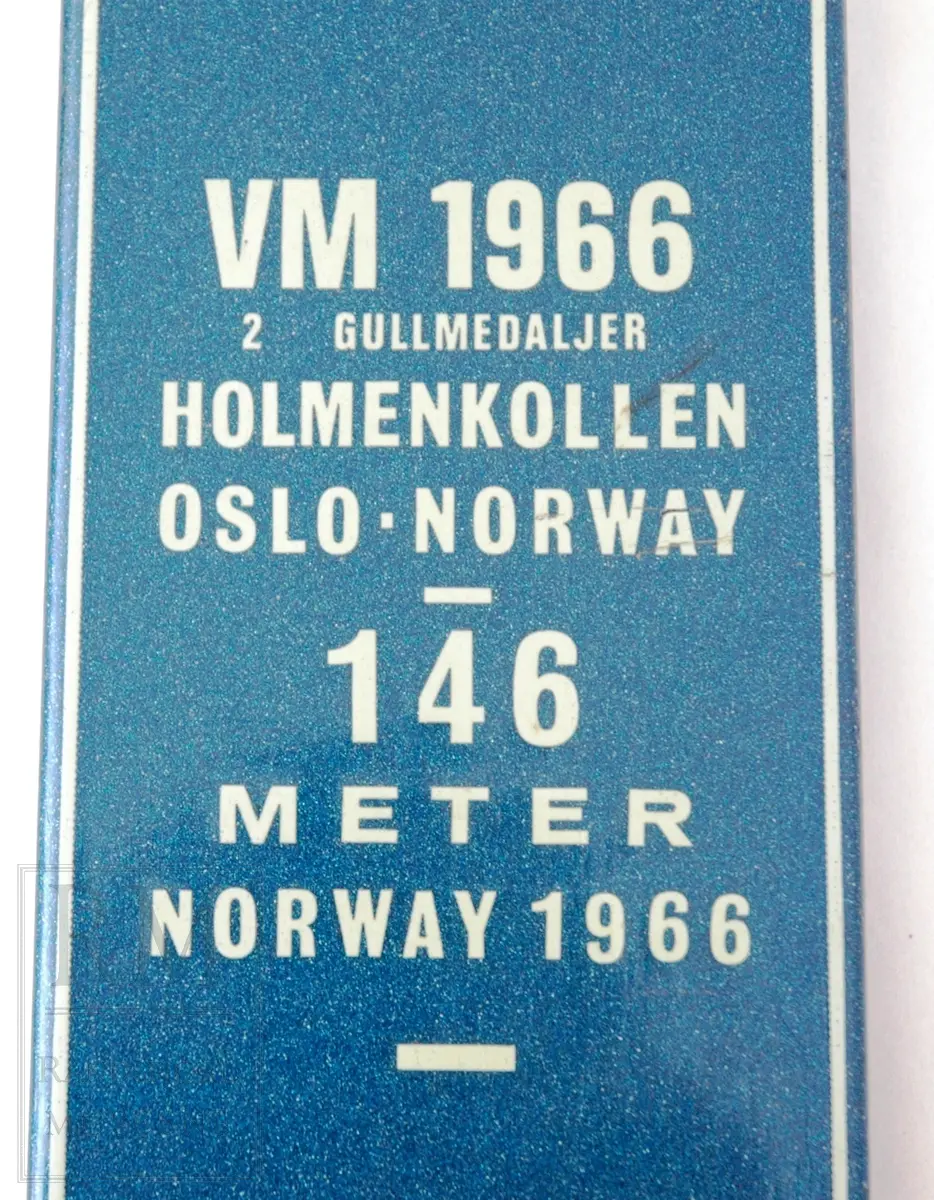 VM 1966
2 GULLMEDALJER
HOLMENKOLLEN
OSLO · NORWAY
146
METER
NORWAY 1966